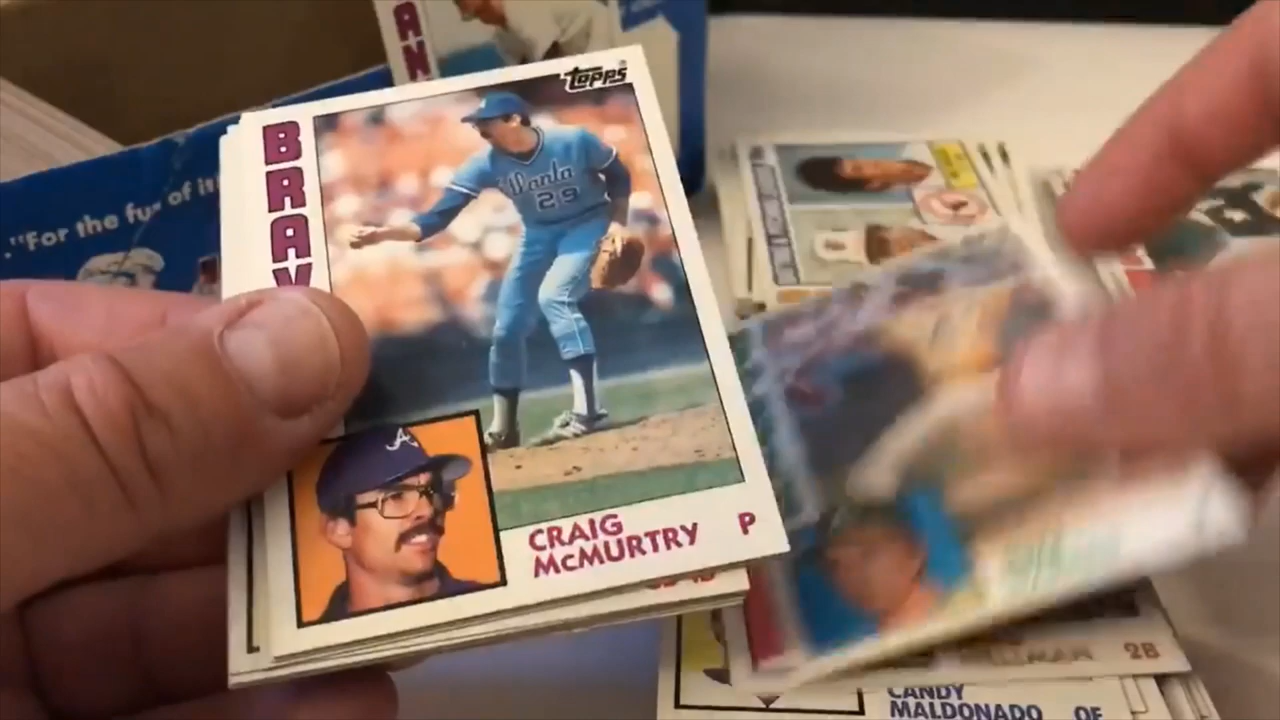 AN
Topps
BRAV
Atlanta
29
A
"For the fun of it
CRAIG
McMURTRY P
2B
CANDY
MALDONADO OF